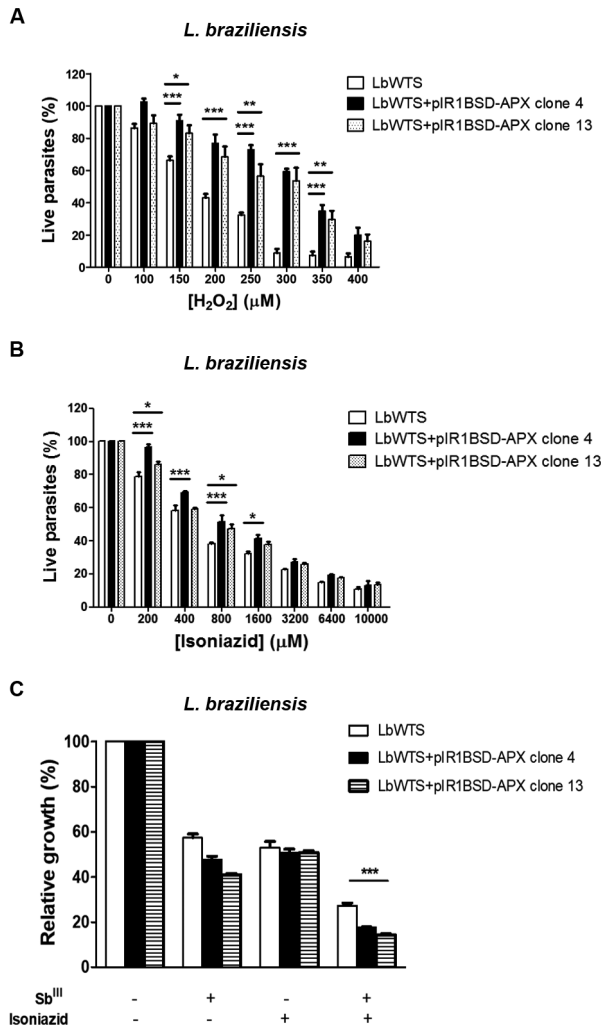 A
L. braziliensis
Live parasites (%)
120
100
80
60
40
20
0
* *** *** ** *** *** ** ***
LbWTS
LbWTS+pIR1BSD-APX clone 4
LbWTS+pIR1BSD-APX clone 13
0 100 150 200 250 300 350 400
[H₂O₂] (µM)
B
L. braziliensis
Live parasites (%)
120
100
80
60
40
20
0
* *** *** * *** *
LbWTS
LbWTS+pIR1BSD-APX clone 4
LbWTS+pIR1BSD-APX clone 13
0 200 400 800 1600 3200 6400 10000
[Isoniazid] (µM)
C
L. braziliensis
Relative growth (%)
100
80
60
40
20
0
LbWTS
LbWTS+pIR1BSD-APX clone 4
LbWTS+pIR1BSD-APX clone 13
***
Sbᴵᴵᴵ - + - +
Isoniazid - - + +